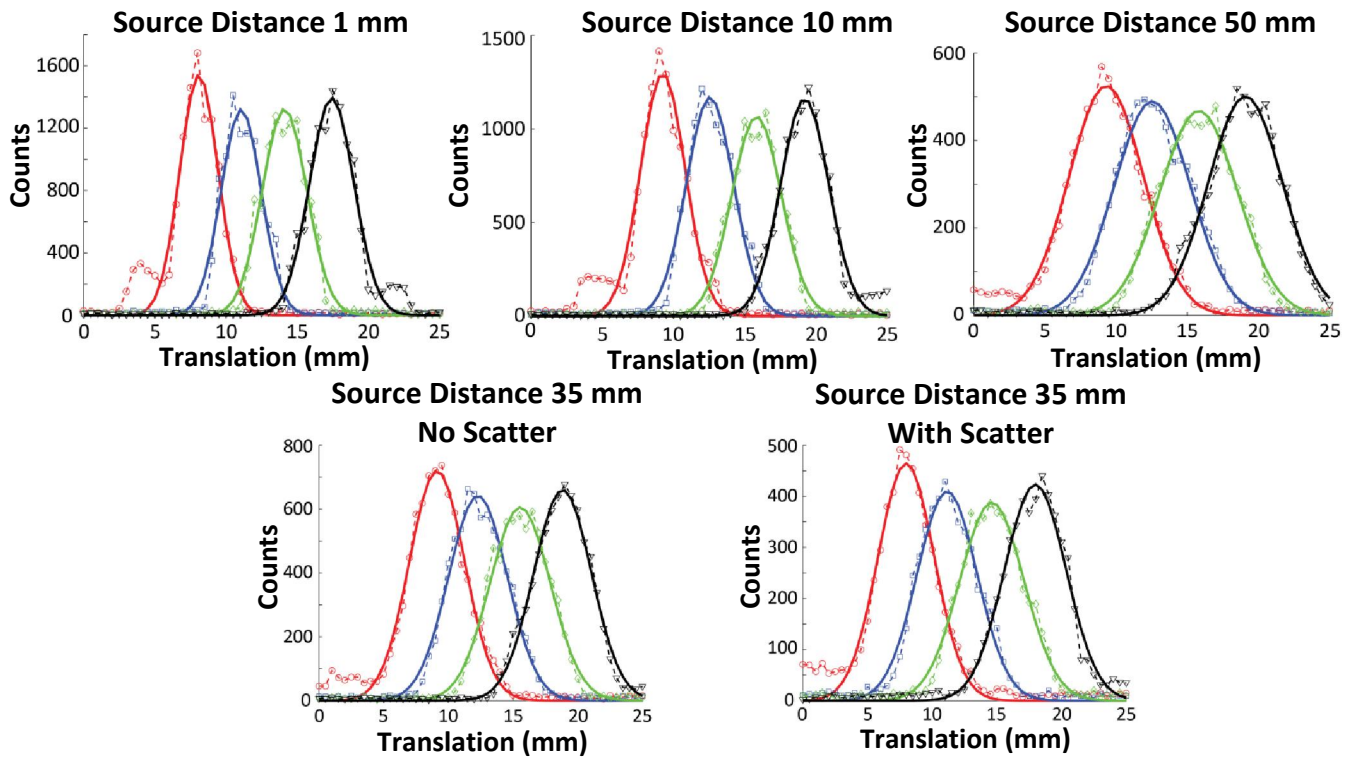 Source Distance 1 mm
1600
1200
800
400
0
Counts
0 5 10 15 20 25
Translation (mm)
Source Distance 10 mm
1500
1000
500
0
Counts
0 5 10 15 20 25
Translation (mm)
Source Distance 50 mm
600
400
200
0
Counts
0 5 10 15 20 25
Translation (mm)
Source Distance 35 mm
No Scatter
800
600
400
200
0
Counts
0 5 10 15 20 25
Translation (mm)
Source Distance 35 mm
With Scatter
500
400
300
200
100
0
Counts
0 5 10 15 20 25
Translation (mm)